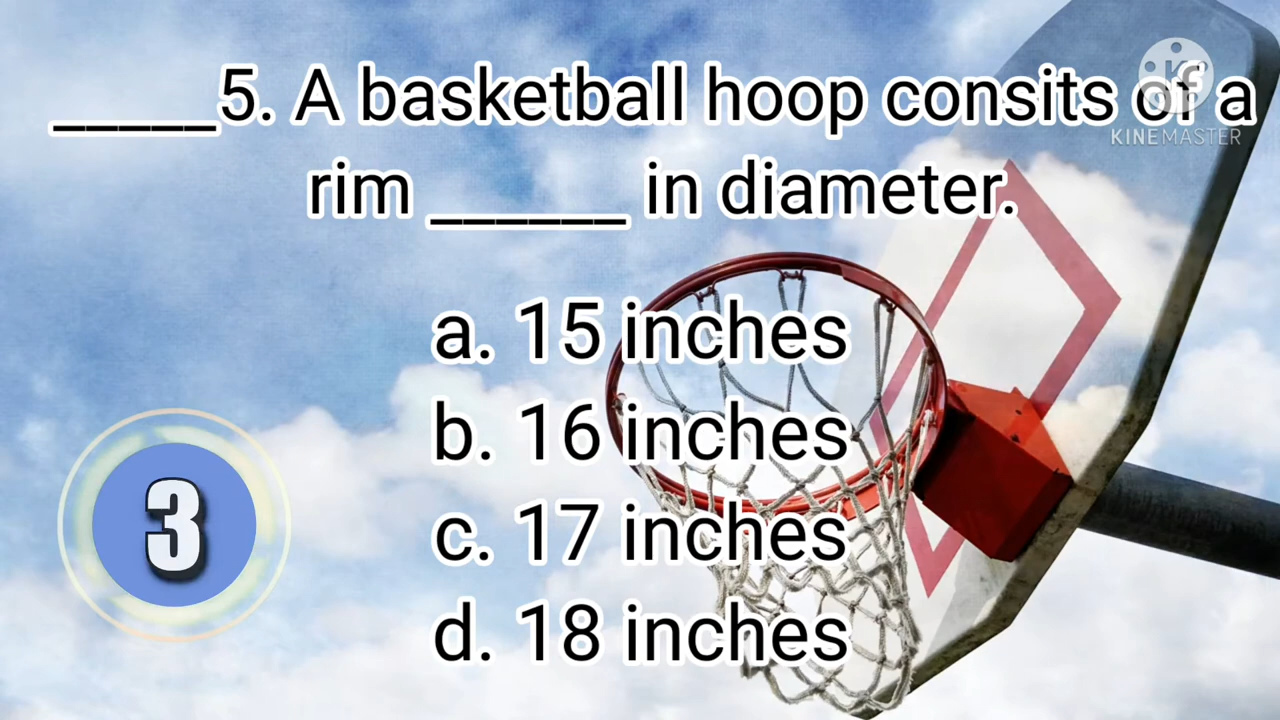 _____5. A basketball hoop consits of a
rim ______ in diameter.
a. 15 inches
b. 16 inches
c. 17 inches
d. 18 inches
3
KINEMASTER